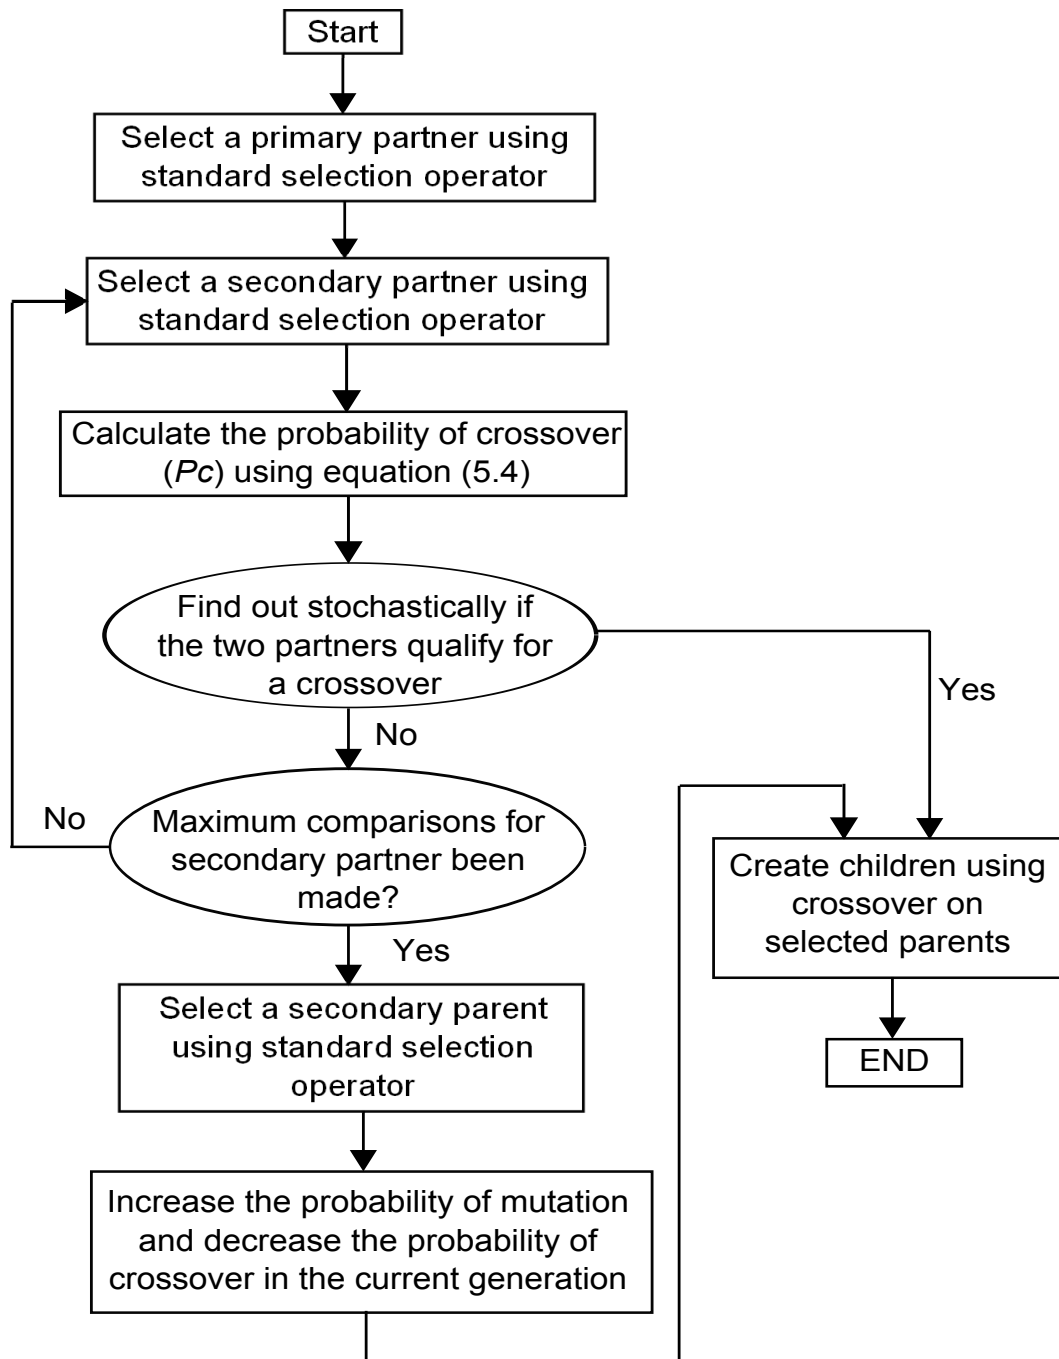 Start
Select a primary partner using
standard selection operator
Select a secondary partner using
standard selection operator
Calculate the probability of crossover
(Pc) using equation (5.4)
Find out stochastically if
the two partners qualify for
a crossover
Yes
No
No
Maximum comparisons for
secondary partner been
made?
Create children using
crossover on
selected parents
Yes
Select a secondary parent
using standard selection
operator
END
Increase the probability of mutation
and decrease the probability of
crossover in the current generation